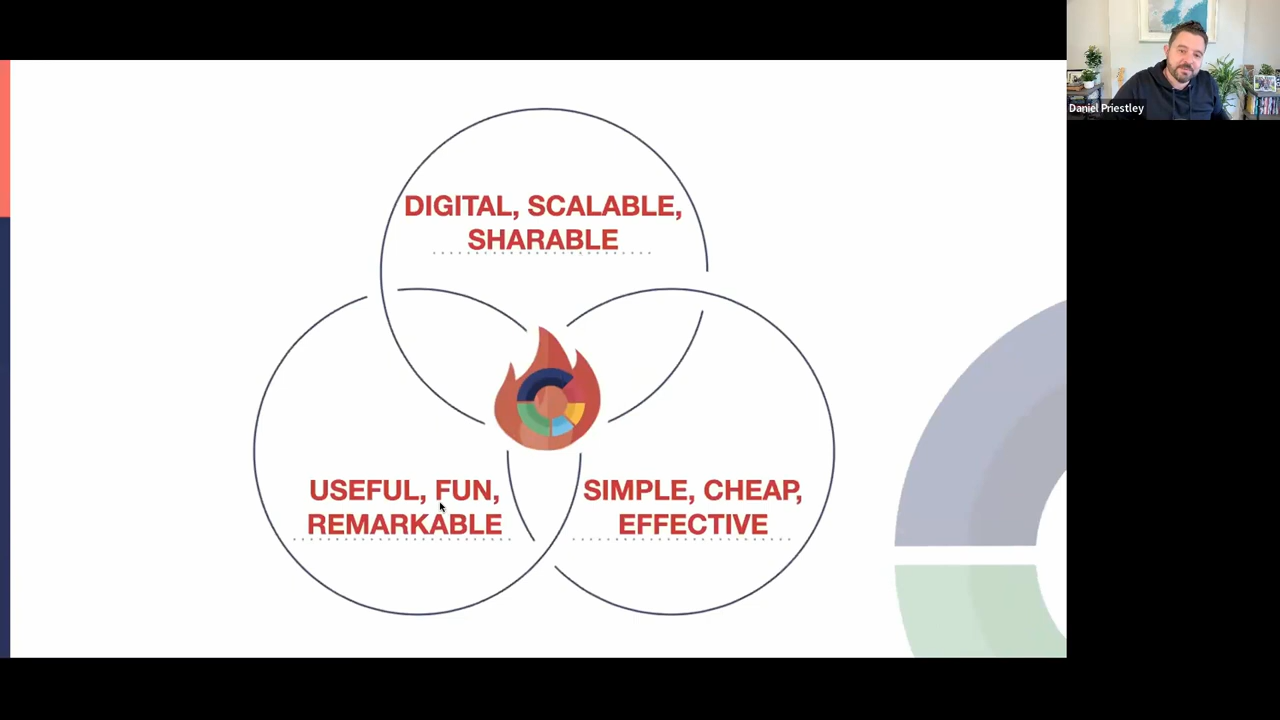 DIGITAL, SCALABLE,
SHARABLE
USEFUL, FUN,
REMARKABLE
SIMPLE, CHEAP,
EFFECTIVE
Daniel Priestley